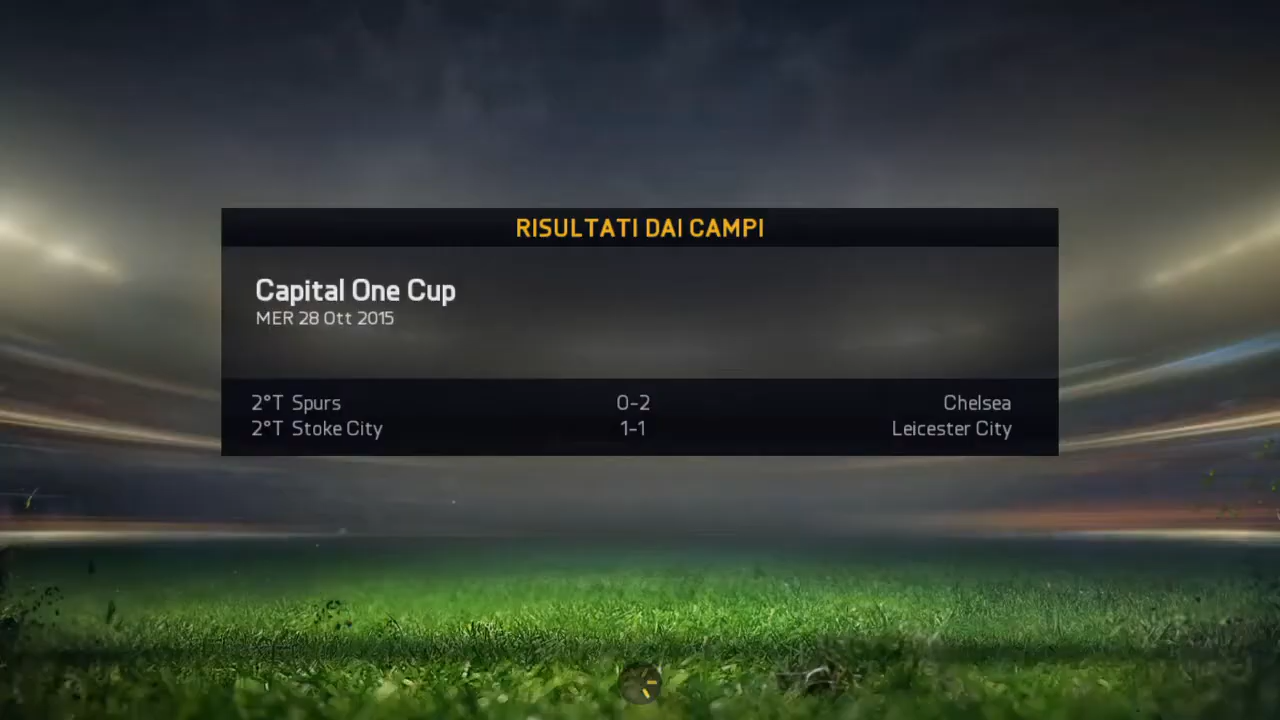 RISULTATI DAI CAMPI
Capital One Cup
MER 28 Ott 2015
2°T Spurs 0-2 Chelsea
2°T Stoke City 1-1 Leicester City